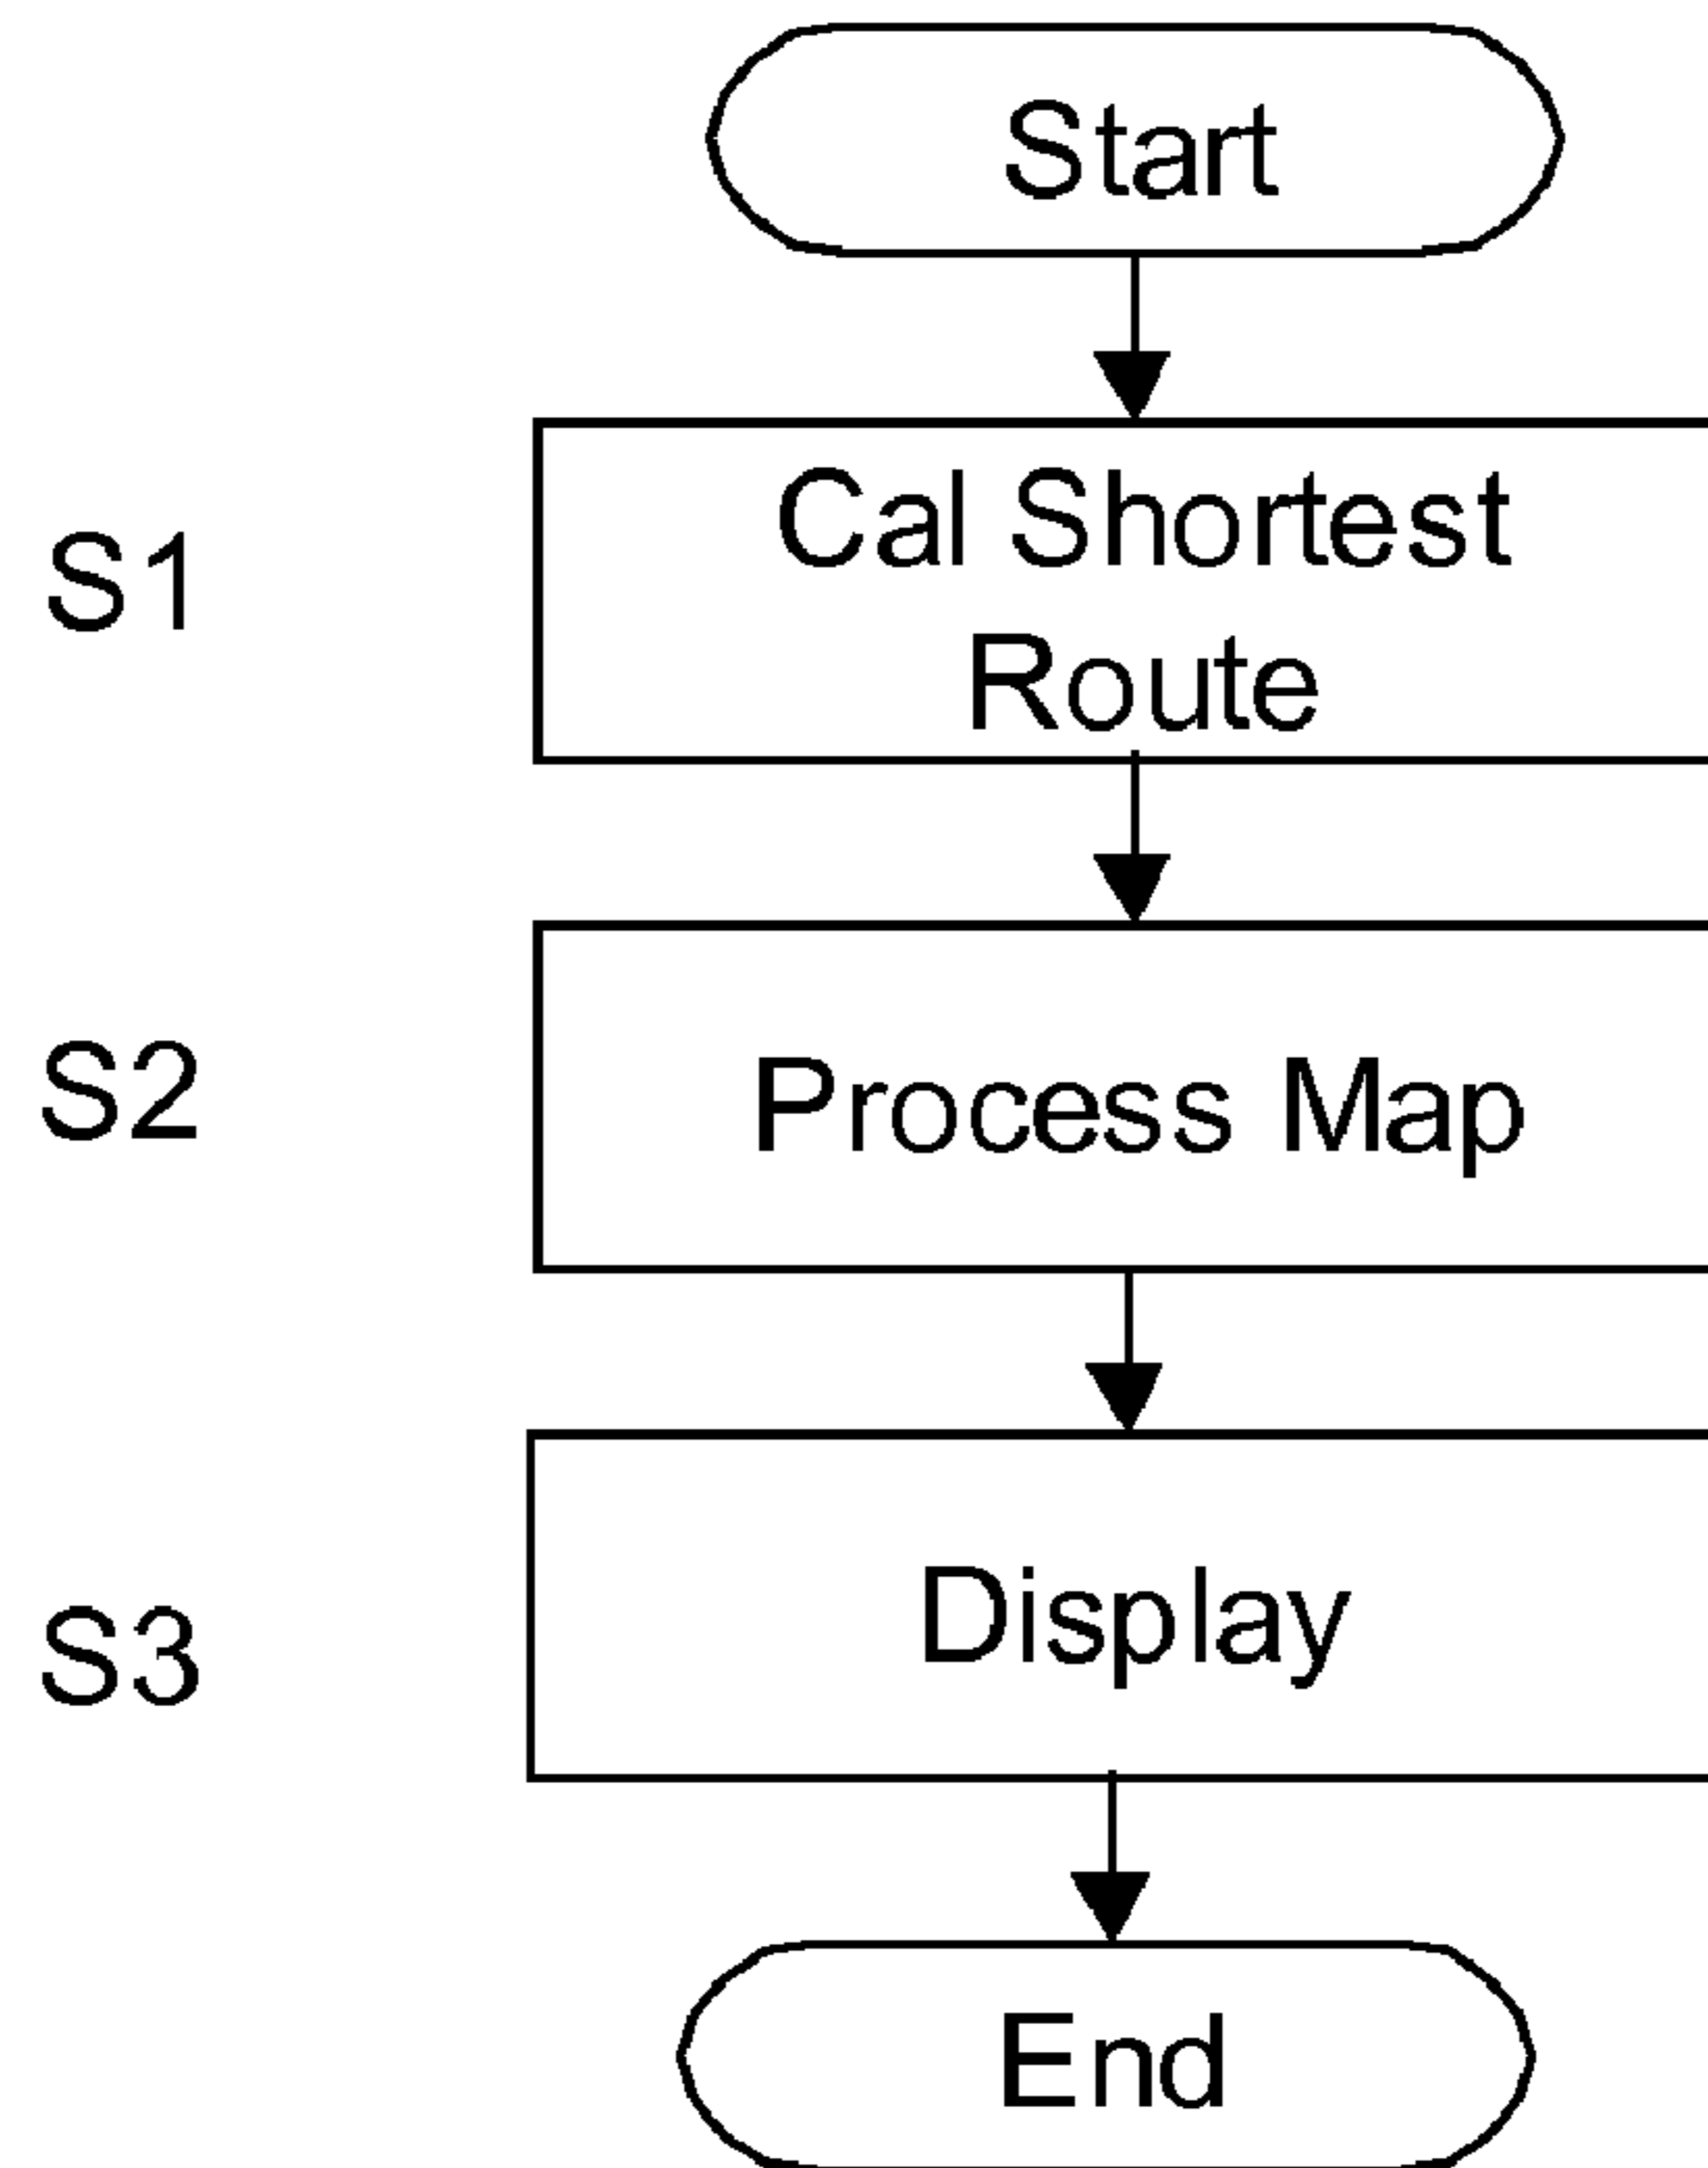 Start
S1
Cal Shortest
Route
S2
Process Map
S3
Display
End